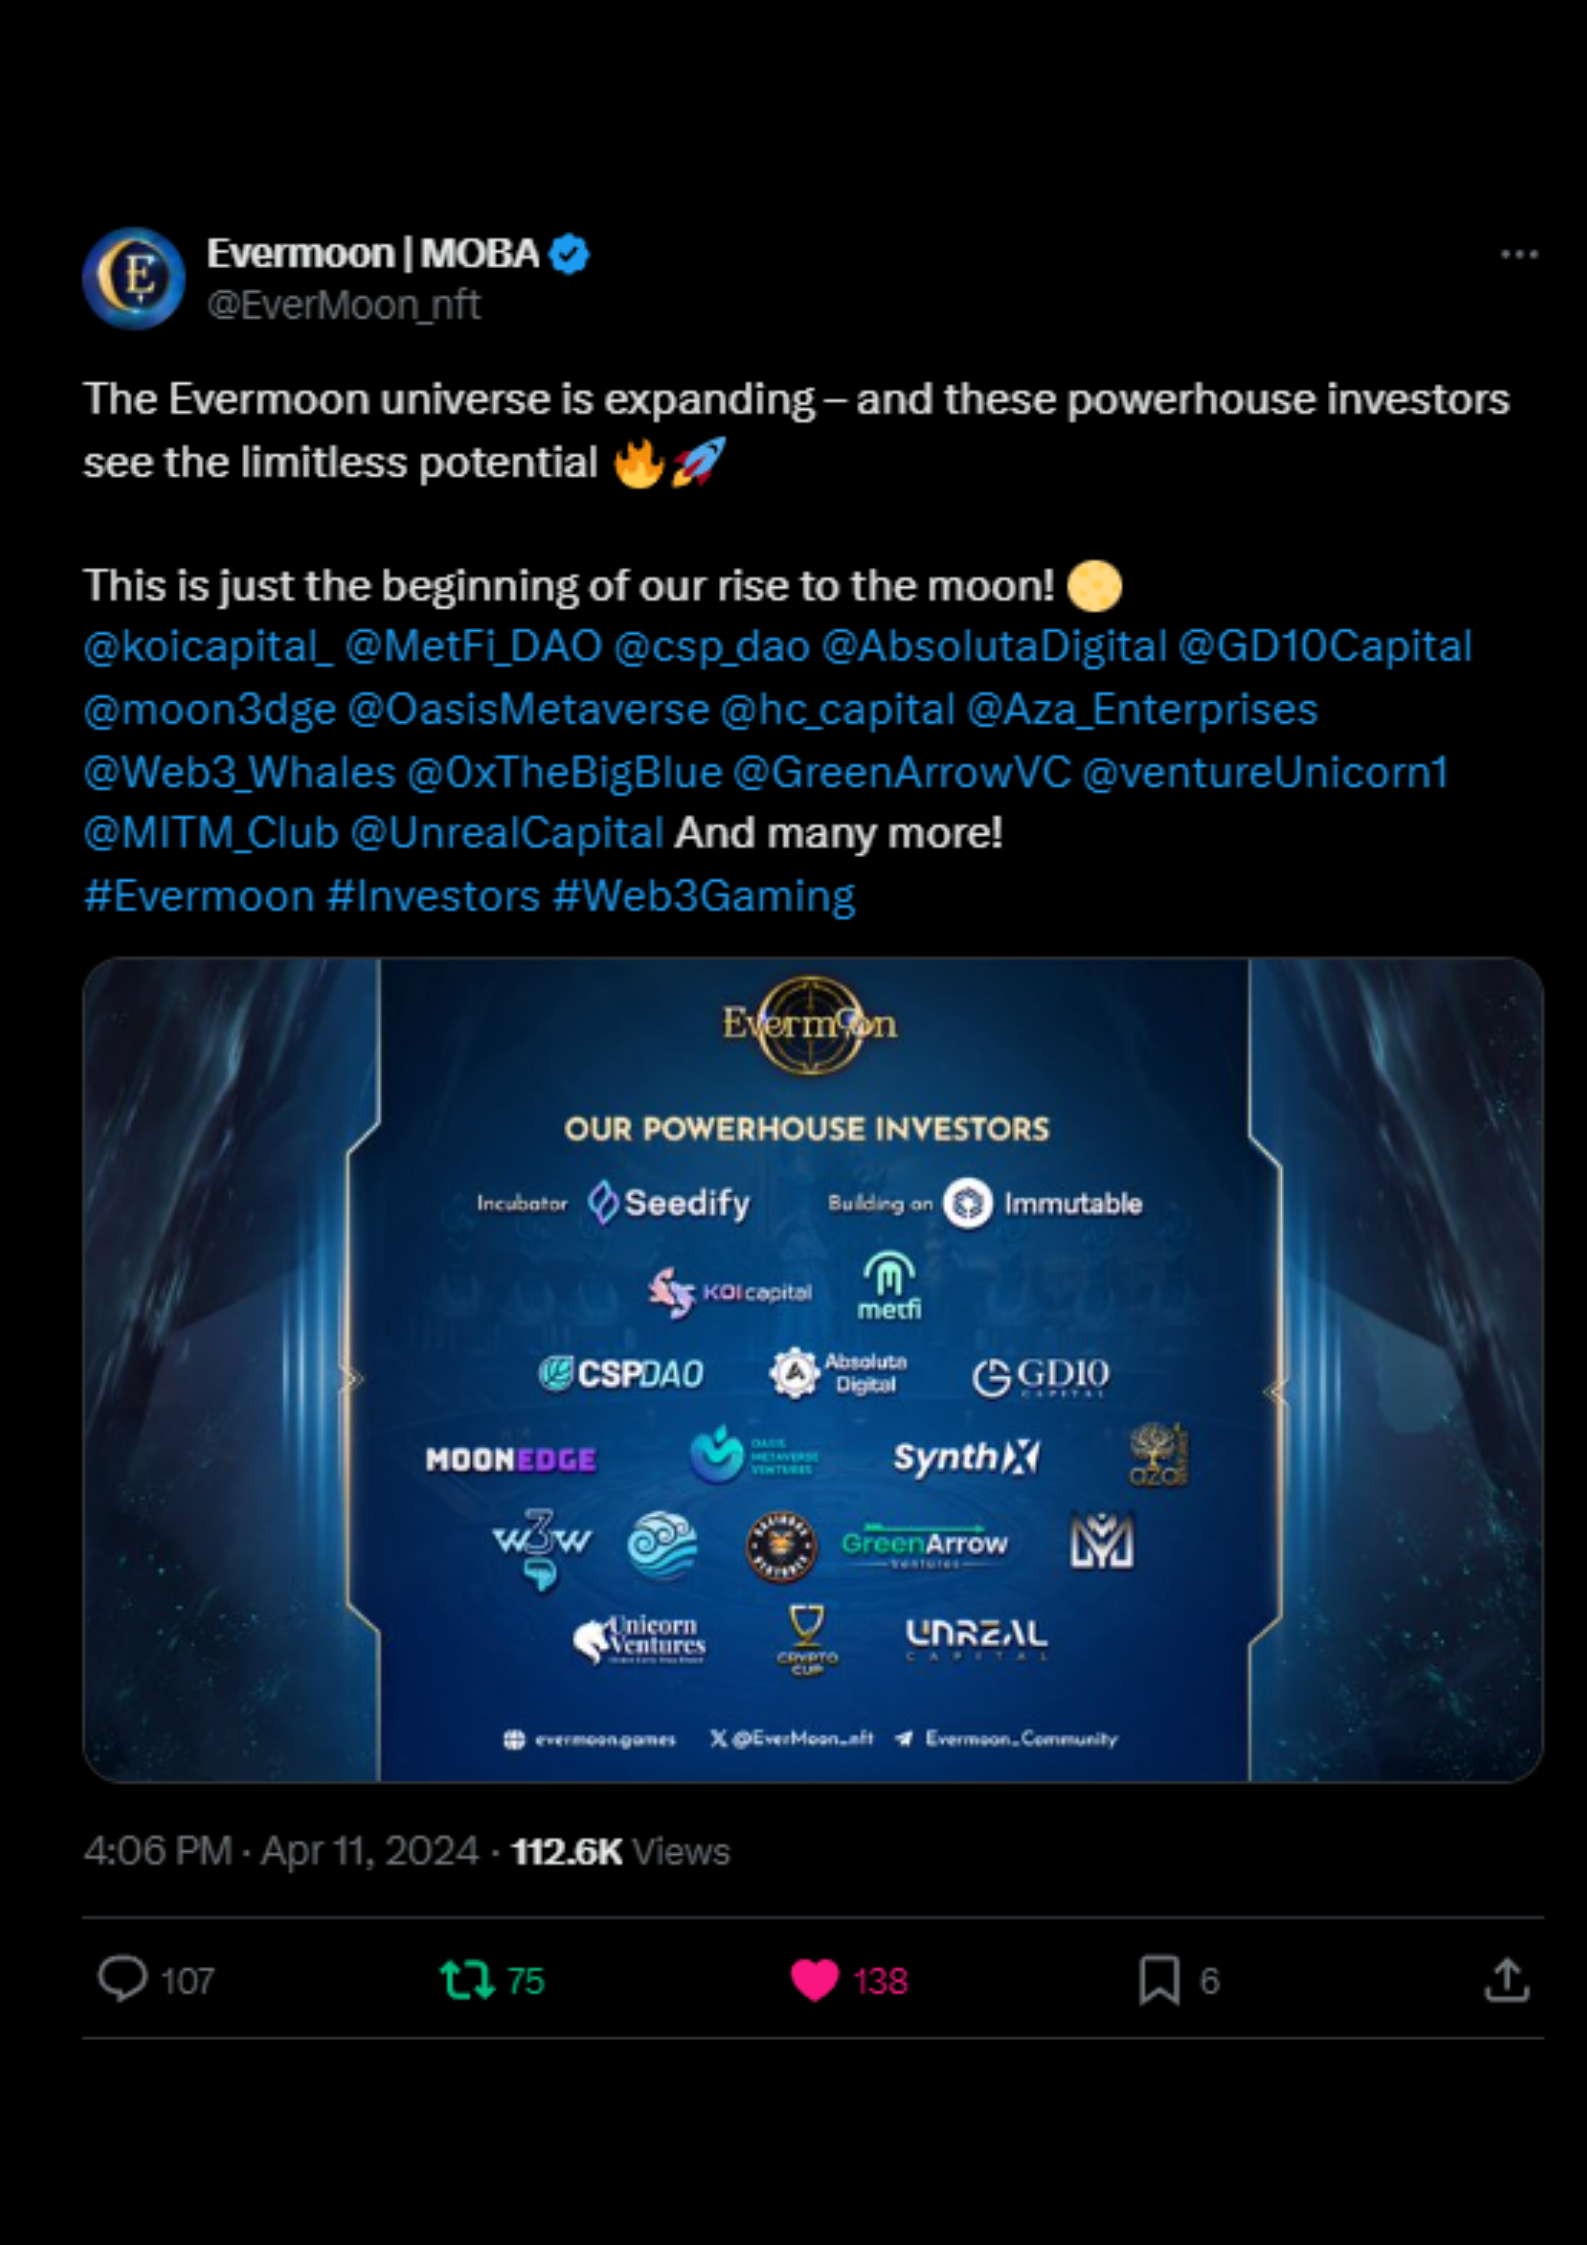 Evermoon | MOBA
@EverMoon_nft
The Evermoon universe is expanding – and these powerhouse investors
see the limitless potential 🔥🚀
This is just the beginning of our rise to the moon! 🌕
@koicapital_ @MetFi_DAO @csp_dao @AbsolutaDigital @GD10Capital
@moon3dge @OasisMetaverse @hc_capital @Aza_Enterprises
@Web3_Whales @0xTheBigBlue @GreenArrowVC @ventureUnicorn1
@MITM_Club @UnrealCapital And many more!
#Evermoon #Investors #Web3Gaming
Evermoon
OUR POWERHOUSE INVESTORS
Incubator Seedify Building on Immutable
KOI capital metfi
CSPDAO Absoluta Digital GD10 CAPITAL
MOONEDGE OASIS METAVERSE VENTURES SynthX aza
W3W GreenArrow Ventures
Unicorn Ventures CRYPTO CUP UNREAL CAPITAL
evermoon.games @EverMoon_nft Evermoon_Community
4:06 PM · Apr 11, 2024 · 112.6K Views
107 75 138 6